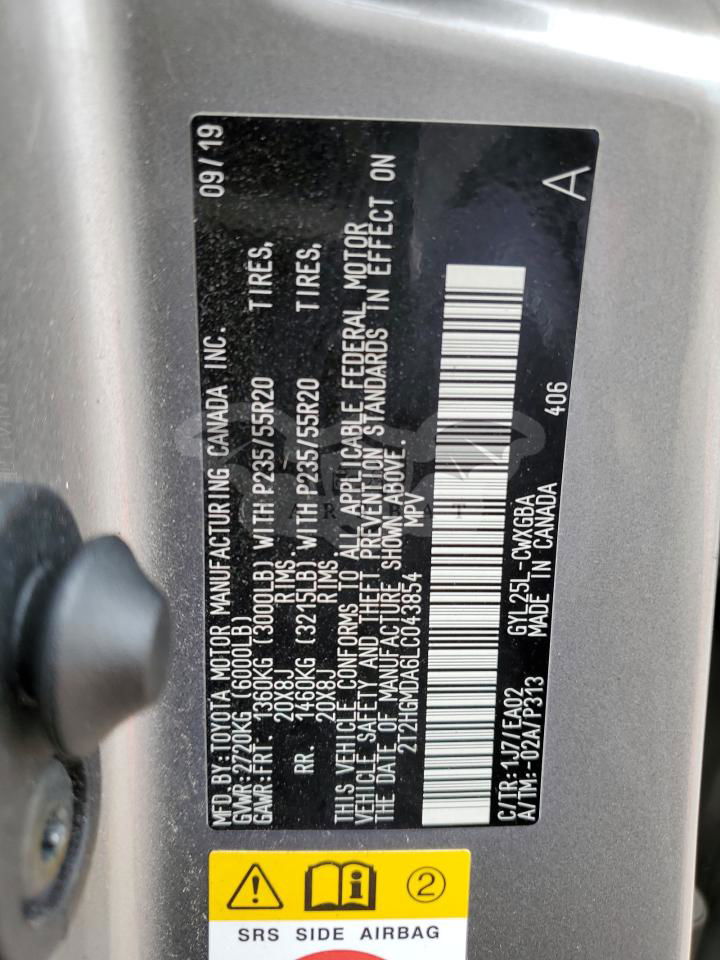 MFD. BY: TOYOTA MOTOR MANUFACTURING CANADA INC. 09/19
GVWR: 2720KG (6000LB)
GAWR: FRT. 1360KG (3000LB) WITH P235/55R20 TIRES,
20X8J RIMS.
RR. 1460KG (3215LB) WITH P235/55R20 TIRES,
20X8J RIMS.
THIS VEHICLE CONFORMS TO ALL APPLICABLE FEDERAL MOTOR
VEHICLE SAFETY AND THEFT PREVENTION STANDARDS IN EFFECT ON
THE DATE OF MANUFACTURE SHOWN ABOVE.
2T2HGMDA6LC043854 MPV
C/TR: 1J7/EA02 GYL25L-CWXGBA 406 A
A/TM: -02A/P313 MADE IN CANADA
2
SRS SIDE AIRBAG
ARABAT